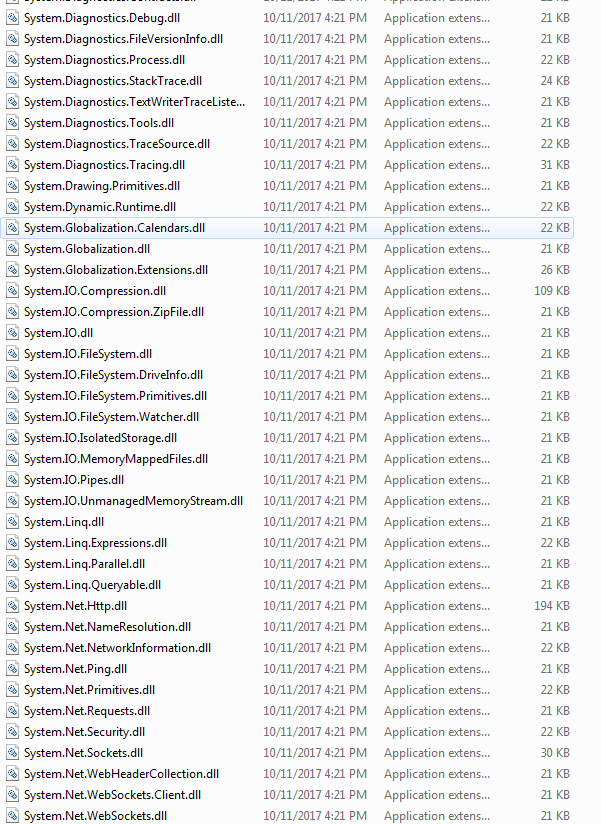 System.Diagnostics.Debug.dll 10/11/2017 4:21 PM Application extens... 21 KB
System.Diagnostics.FileVersionInfo.dll 10/11/2017 4:21 PM Application extens... 21 KB
System.Diagnostics.Process.dll 10/11/2017 4:21 PM Application extens... 22 KB
System.Diagnostics.StackTrace.dll 10/11/2017 4:21 PM Application extens... 24 KB
System.Diagnostics.TextWriterTraceListe... 10/11/2017 4:21 PM Application extens... 21 KB
System.Diagnostics.Tools.dll 10/11/2017 4:21 PM Application extens... 21 KB
System.Diagnostics.TraceSource.dll 10/11/2017 4:21 PM Application extens... 22 KB
System.Diagnostics.Tracing.dll 10/11/2017 4:21 PM Application extens... 31 KB
System.Drawing.Primitives.dll 10/11/2017 4:21 PM Application extens... 21 KB
System.Dynamic.Runtime.dll 10/11/2017 4:21 PM Application extens... 22 KB
System.Globalization.Calendars.dll 10/11/2017 4:21 PM Application extens... 22 KB
System.Globalization.dll 10/11/2017 4:21 PM Application extens... 21 KB
System.Globalization.Extensions.dll 10/11/2017 4:21 PM Application extens... 26 KB
System.IO.Compression.dll 10/11/2017 4:21 PM Application extens... 109 KB
System.IO.Compression.ZipFile.dll 10/11/2017 4:21 PM Application extens... 21 KB
System.IO.dll 10/11/2017 4:21 PM Application extens... 21 KB
System.IO.FileSystem.dll 10/11/2017 4:21 PM Application extens... 21 KB
System.IO.FileSystem.DriveInfo.dll 10/11/2017 4:21 PM Application extens... 21 KB
System.IO.FileSystem.Primitives.dll 10/11/2017 4:21 PM Application extens... 21 KB
System.IO.FileSystem.Watcher.dll 10/11/2017 4:21 PM Application extens... 21 KB
System.IO.IsolatedStorage.dll 10/11/2017 4:21 PM Application extens... 21 KB
System.IO.MemoryMappedFiles.dll 10/11/2017 4:21 PM Application extens... 21 KB
System.IO.Pipes.dll 10/11/2017 4:21 PM Application extens... 21 KB
System.IO.UnmanagedMemoryStream.dll 10/11/2017 4:21 PM Application extens... 21 KB
System.Linq.dll 10/11/2017 4:21 PM Application extens... 21 KB
System.Linq.Expressions.dll 10/11/2017 4:21 PM Application extens... 22 KB
System.Linq.Parallel.dll 10/11/2017 4:21 PM Application extens... 21 KB
System.Linq.Queryable.dll 10/11/2017 4:21 PM Application extens... 21 KB
System.Net.Http.dll 10/11/2017 4:21 PM Application extens... 194 KB
System.Net.NameResolution.dll 10/11/2017 4:21 PM Application extens... 21 KB
System.Net.NetworkInformation.dll 10/11/2017 4:21 PM Application extens... 22 KB
System.Net.Ping.dll 10/11/2017 4:21 PM Application extens... 21 KB
System.Net.Primitives.dll 10/11/2017 4:21 PM Application extens... 22 KB
System.Net.Requests.dll 10/11/2017 4:21 PM Application extens... 21 KB
System.Net.Security.dll 10/11/2017 4:21 PM Application extens... 22 KB
System.Net.Sockets.dll 10/11/2017 4:21 PM Application extens... 30 KB
System.Net.WebHeaderCollection.dll 10/11/2017 4:21 PM Application extens... 21 KB
System.Net.WebSockets.Client.dll 10/11/2017 4:21 PM Application extens... 21 KB
System.Net.WebSockets.dll 10/11/2017 4:21 PM Application extens... 21 KB